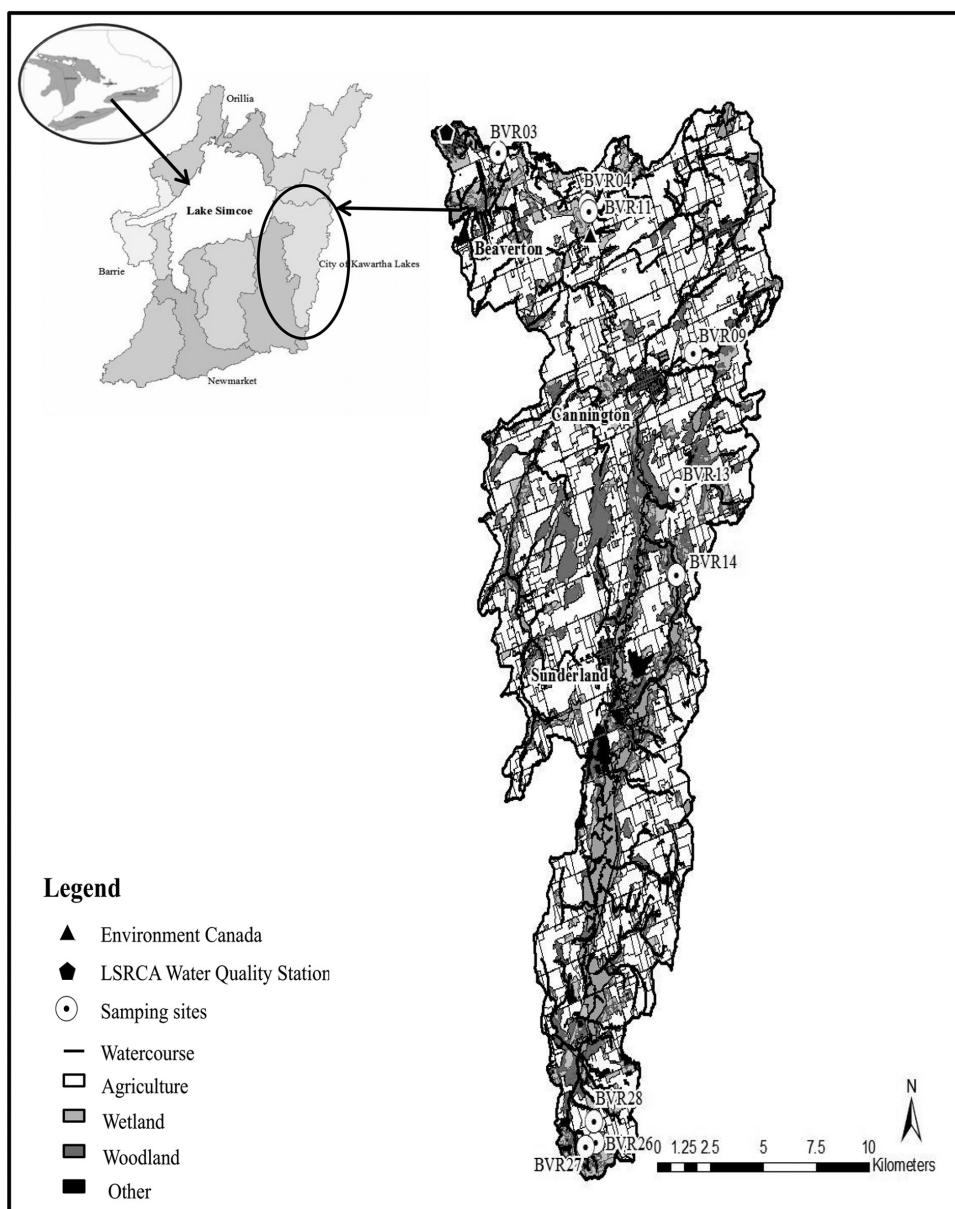 Orillia
Lake Simcoe
Barrie
City of Kawartha Lakes
Newmarket
BVR03
BVR04
BVR11
Beaverton
BVR09
Cannington
BVR13
BVR14
Sunderland
BVR28
BVR26
BVR27
N
0 1.25 2.5 5 7.5 10
Kilometers
Legend
Environment Canada
LSRCA Water Quality Station
Samping sites
Watercourse
Agriculture
Wetland
Woodland
Other